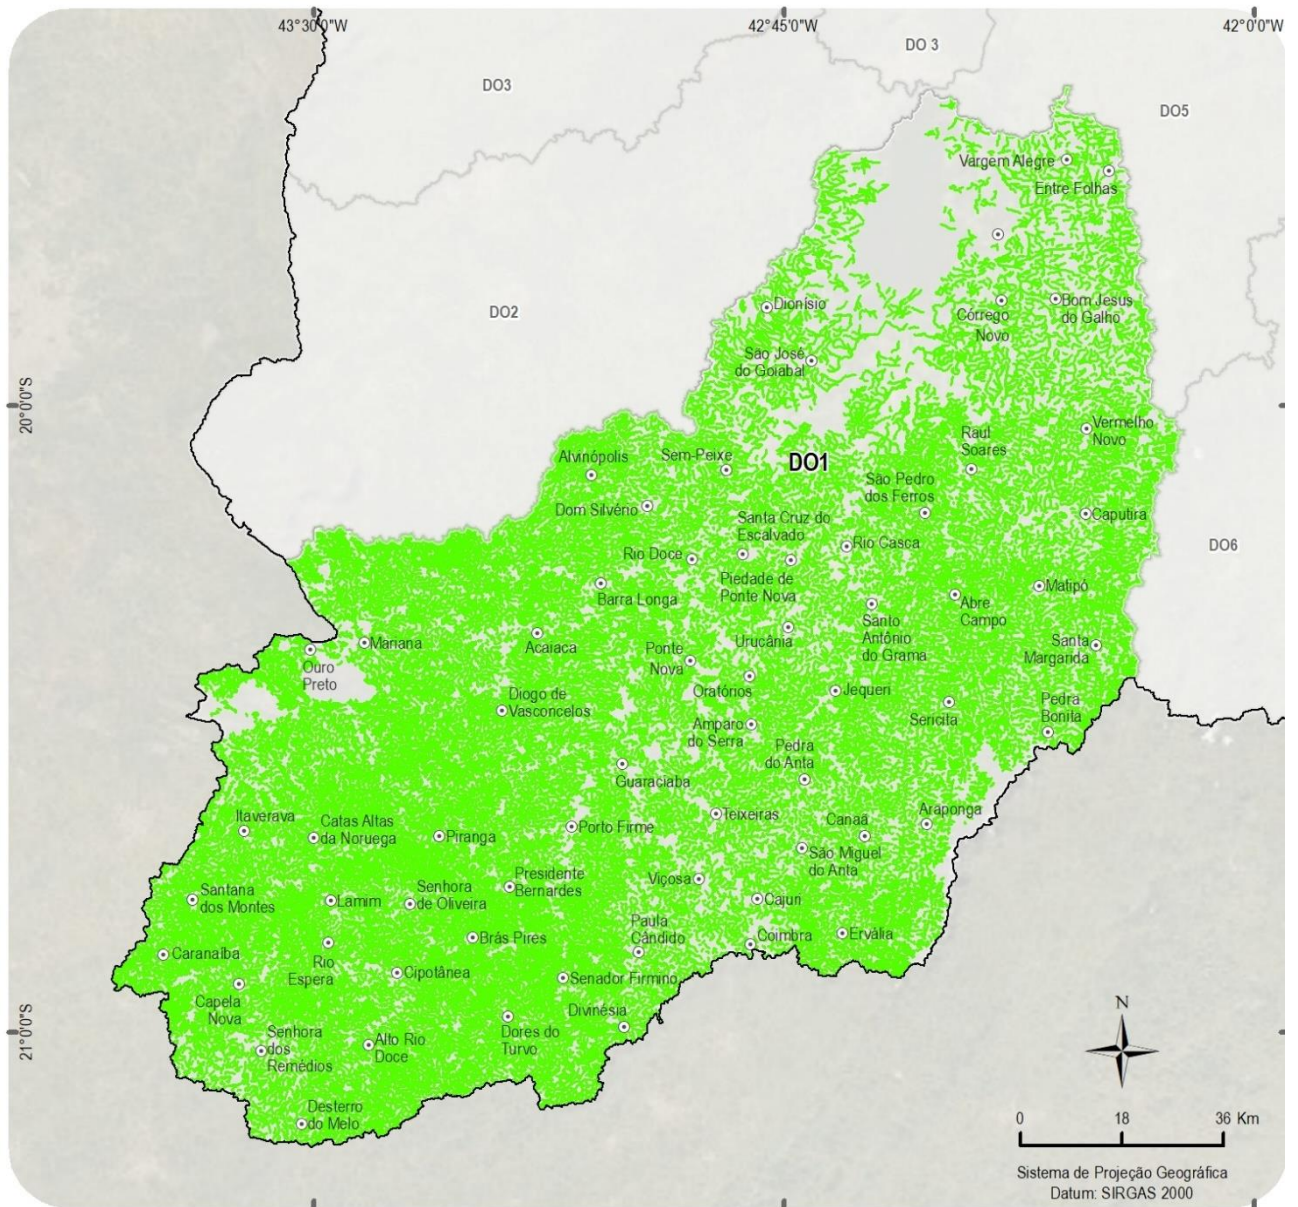 43°30'0"W
42°45'0"W
42°0'0"W
DO 3
DO3
DO5
Vargem Alegre
Entre Folhas
DO2
Dionísio
Bom Jesus
do Galho
Córrego
Novo
São José
do Goiabal
20°0'0"S
Vermelho
Novo
Raul
Soares
Alvinópolis
Sem-Peixe
DO1
São Pedro
dos Ferros
Dom Silvério
Santa Cruz do
Escalvado
Caputira
Rio Doce
Rio Casca
DO6
Piedade de
Ponte Nova
Barra Longa
Matipó
Abre
Campo
Santo
Antônio
do Grama
Urucânia
Mariana
Acaiaca
Ponte
Nova
Santa
Margarida
Ouro
Preto
Oratórios
Jequeri
Diogo de
Vasconcelos
Sericita
Pedra
Bonita
Amparo
do Serra
Pedra
do Anta
Guaraciaba
Itaverava
Catas Altas
da Noruega
Piranga
Porto Firme
Teixeiras
Canaã
Araponga
São Miguel
do Anta
Presidente
Bernardes
Viçosa
Santana
dos Montes
Lamim
Senhora
de Oliveira
Cajuri
Paula
Cândido
Brás Pires
Coimbra
Ervália
Caranaíba
Rio
Espera
Cipotânea
Senador Firmino
Capela
Nova
Divinésia
N
21°0'0"S
Senhora
dos
Remédios
Alto Rio
Doce
Dores do
Turvo
Desterro
do Melo
0 18 36 Km
Sistema de Projeção Geográfica
Datum: SIRGAS 2000